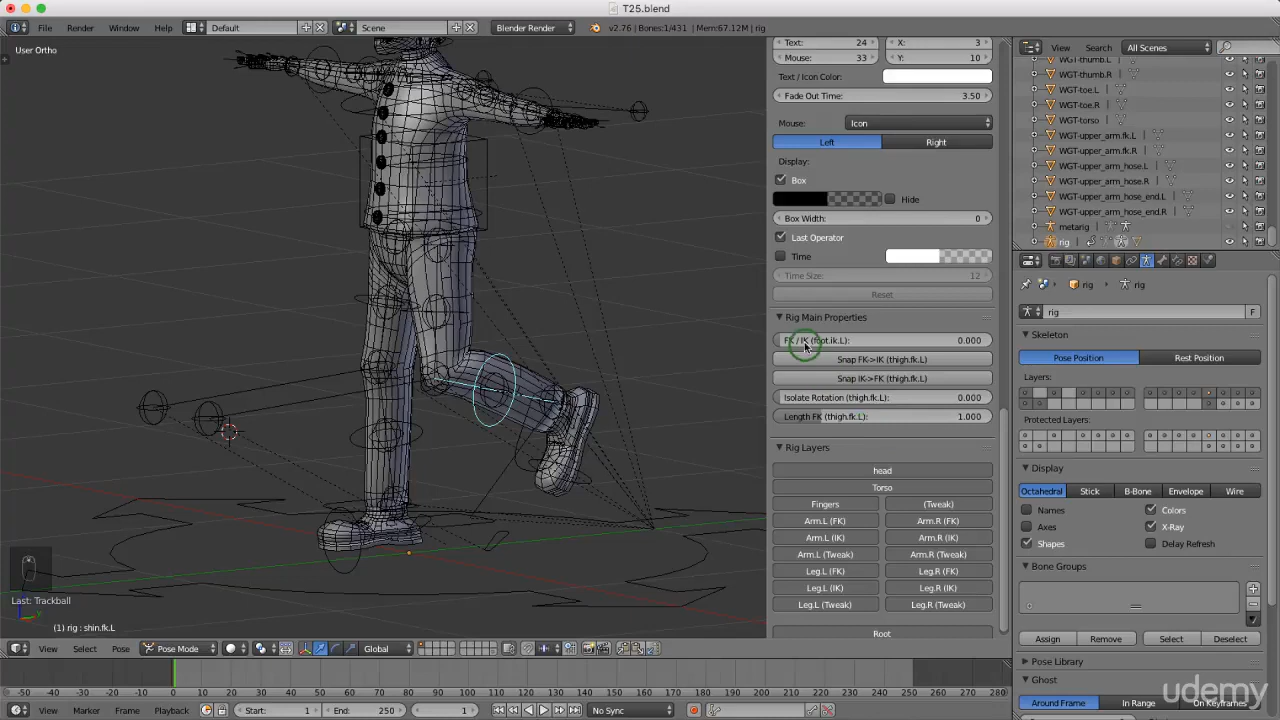 T25.blend
File Render Window Help Default Scene Blender Render v2.76 | Bones:1/431 | Mem:67.12M | rig
User Ortho
Text: 24 X: 3
Mouse: 33 Y: 10
Text / Icon Color:
Fade Out Time: 3.50
Mouse: Icon
Left Right
Display:
Box
Hide
Box Width: 0
Last Operator
Time
Time Size: 12
Reset
Rig Main Properties
FK / IK (foot.ik.L): 0.000
Snap FK->IK (thigh.fk.L)
Snap IK->FK (thigh.fk.L)
Isolate Rotation (thigh.fk.L): 0.000
Length FK (thigh.fk.L): 1.000
Rig Layers
head
Torso
Fingers (Tweak)
Arm.L (FK) Arm.R (FK)
Arm.L (IK) Arm.R (IK)
Arm.L (Tweak) Arm.R (Tweak)
Leg.L (FK) Leg.R (FK)
Leg.L (IK) Leg.R (IK)
Leg.L (Tweak) Leg.R (Tweak)
Root
View Search All Scenes
WGT-thumb.L
WGT-thumb.R
WGT-toe.L
WGT-toe.R
WGT-torso
WGT-upper_arm.fk.L
WGT-upper_arm.fk.R
WGT-upper_arm_hose.L
WGT-upper_arm_hose.R
WGT-upper_arm_hose_end.L
WGT-upper_arm_hose_end.R
metarig
rig
rig rig
rig F
Skeleton
Pose Position Rest Position
Layers:
Protected Layers:
Display
Octahedral Stick B-Bone Envelope Wire
Names Colors
Axes X-Ray
Shapes Delay Refresh
Bone Groups
Assign Remove Select Deselect
Pose Library
Ghost
Around Frame In Range On Keyframes
Last: Trackball
(1) rig : shin.fk.L
View Select Pose Pose Mode Global
-50 -40 -30 -20 -10 0 10 20 30 40 50 60 70 80 90 100 110 120 130 140 150 160 170 180 190 200 210 220 230 240 250 260 270 280
View Marker Frame Playback Start: 1 End: 250 1 No Sync
udemy